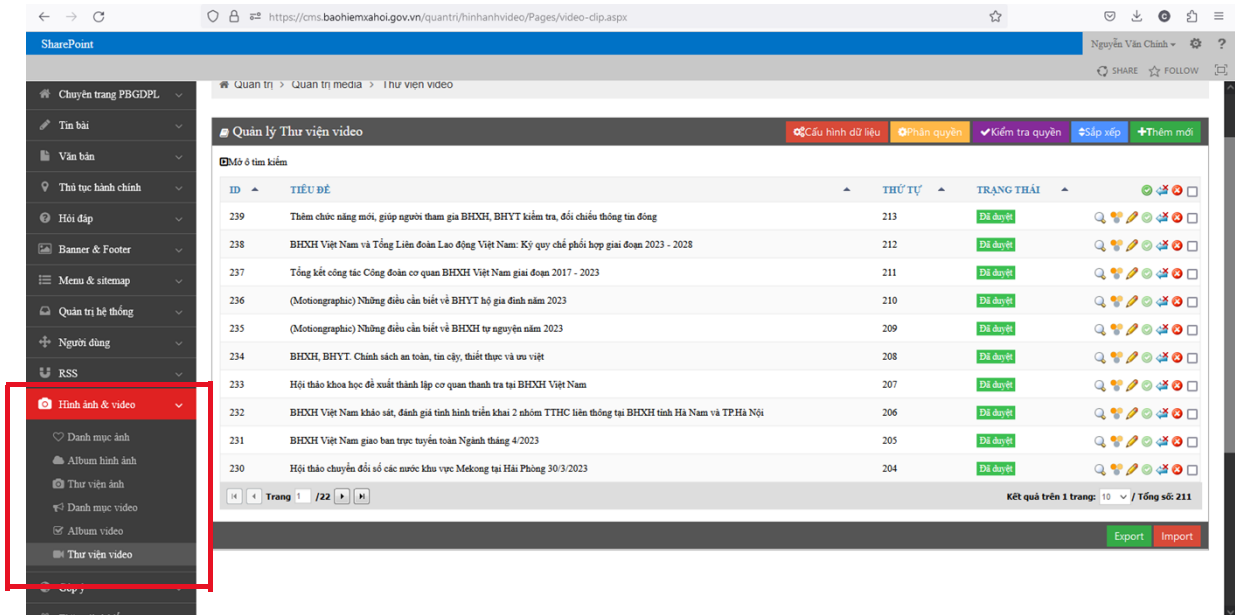 https://cms.baohiemxahoi.gov.vn/quantri/hinhanhvideo/Pages/video-clip.aspx
SharePoint
Nguyễn Văn Chính
?
SHARE
FOLLOW
Quản trị > Quản trị media > Thư viện video
Chuyên trang PBGDPL
Tin bài
Văn bản
Thủ tục hành chính
Hỏi đáp
Banner & Footer
Menu & sitemap
Quản trị hệ thống
Người dùng
RSS
Hình ảnh & video
Danh mục ảnh
Album hình ảnh
Thư viện ảnh
Danh mục video
Album video
Thư viện video
Góp ý
Quản lý Thư viện video
Cấu hình dữ liệu
Phân quyền
Kiểm tra quyền
Sắp xếp
Thêm mới
Mở ô tìm kiếm
ID TIÊU ĐỀ THỨ TỰ TRẠNG THÁI
239 Thêm chức năng mới, giúp người tham gia BHXH, BHYT kiểm tra, đối chiếu thông tin đóng 213 Đã duyệt
238 BHXH Việt Nam và Tổng Liên đoàn Lao động Việt Nam: Ký quy chế phối hợp giai đoạn 2023 - 2028 212 Đã duyệt
237 Tổng kết công tác Công đoàn cơ quan BHXH Việt Nam giai đoạn 2017 - 2023 211 Đã duyệt
236 (Motiongraphic) Những điều cần biết về BHYT hộ gia đình năm 2023 210 Đã duyệt
235 (Motiongraphic) Những điều cần biết về BHXH tự nguyện năm 2023 209 Đã duyệt
234 BHXH, BHYT. Chính sách an toàn, tin cậy, thiết thực và ưu việt 208 Đã duyệt
233 Hội thảo khoa học đề xuất thành lập cơ quan thanh tra tại BHXH Việt Nam 207 Đã duyệt
232 BHXH Việt Nam khảo sát, đánh giá tình hình triển khai 2 nhóm TTHC liên thông tại BHXH tỉnh Hà Nam và TP.Hà Nội 206 Đã duyệt
231 BHXH Việt Nam giao ban trực tuyến toàn Ngành tháng 4/2023 205 Đã duyệt
230 Hội thảo chuyển đổi số các nước khu vực Mekong tại Hải Phòng 30/3/2023 204 Đã duyệt
Trang 1 /22
Kết quả trên 1 trang: 10 / Tổng số: 211
Export
Import